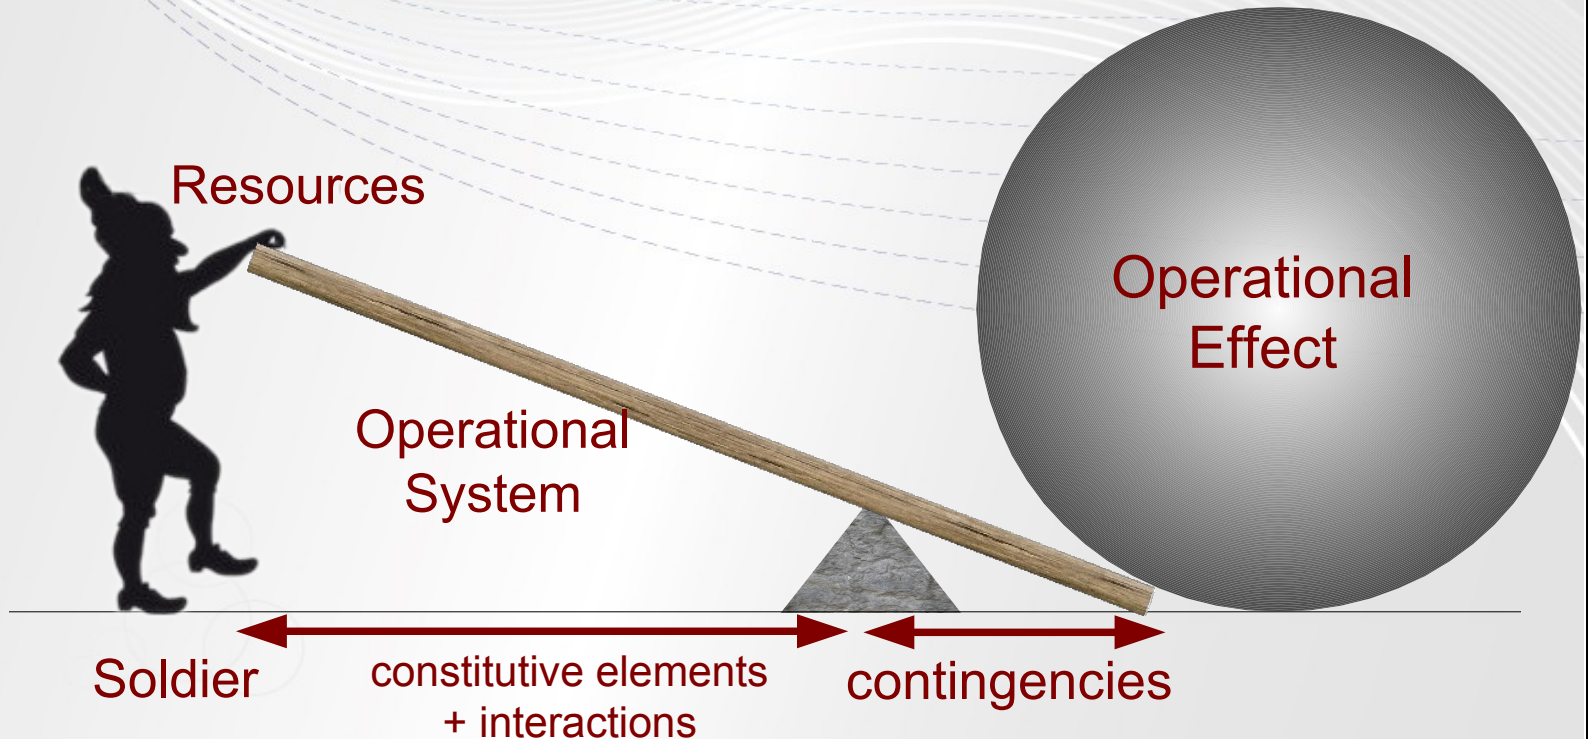 Resources
Operational
Effect
Operational
System
Soldier
constitutive elements
+ interactions
contingencies